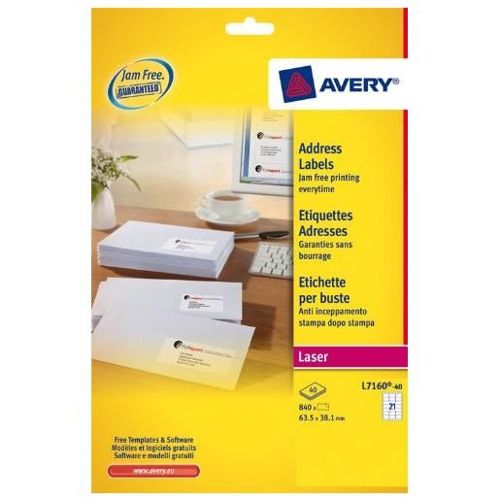 Jam Free.
GUARANTEED
AVERY®
Address
Labels
Jam free printing
everytime
Etiquettes
Adresses
Garanties sans
bourrage
Etichette
per buste
Anti inceppamento
stampa dopo stampa
Laser
40
L7160®-40
840 x
21
63.5 x 38.1 mm
Free Templates & Software
Modèles et logiciels gratuits
Software e modelli gratuiti
www.avery.eu